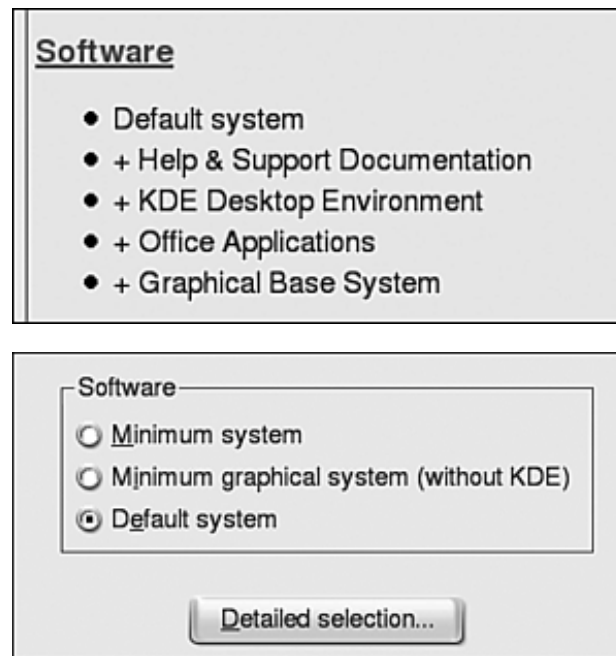 Software
Default system
+ Help & Support Documentation
+ KDE Desktop Environment
+ Office Applications
+ Graphical Base System
Software
Minimum system
Minimum graphical system (without KDE)
Default system
Detailed selection...